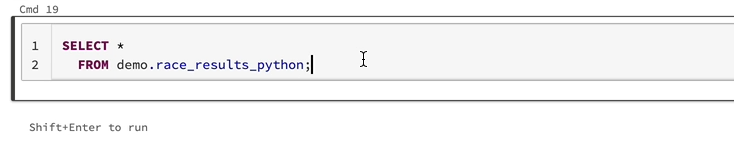 Cmd 19
1 SELECT *
2 FROM demo.race_results_python;
Shift+Enter to run